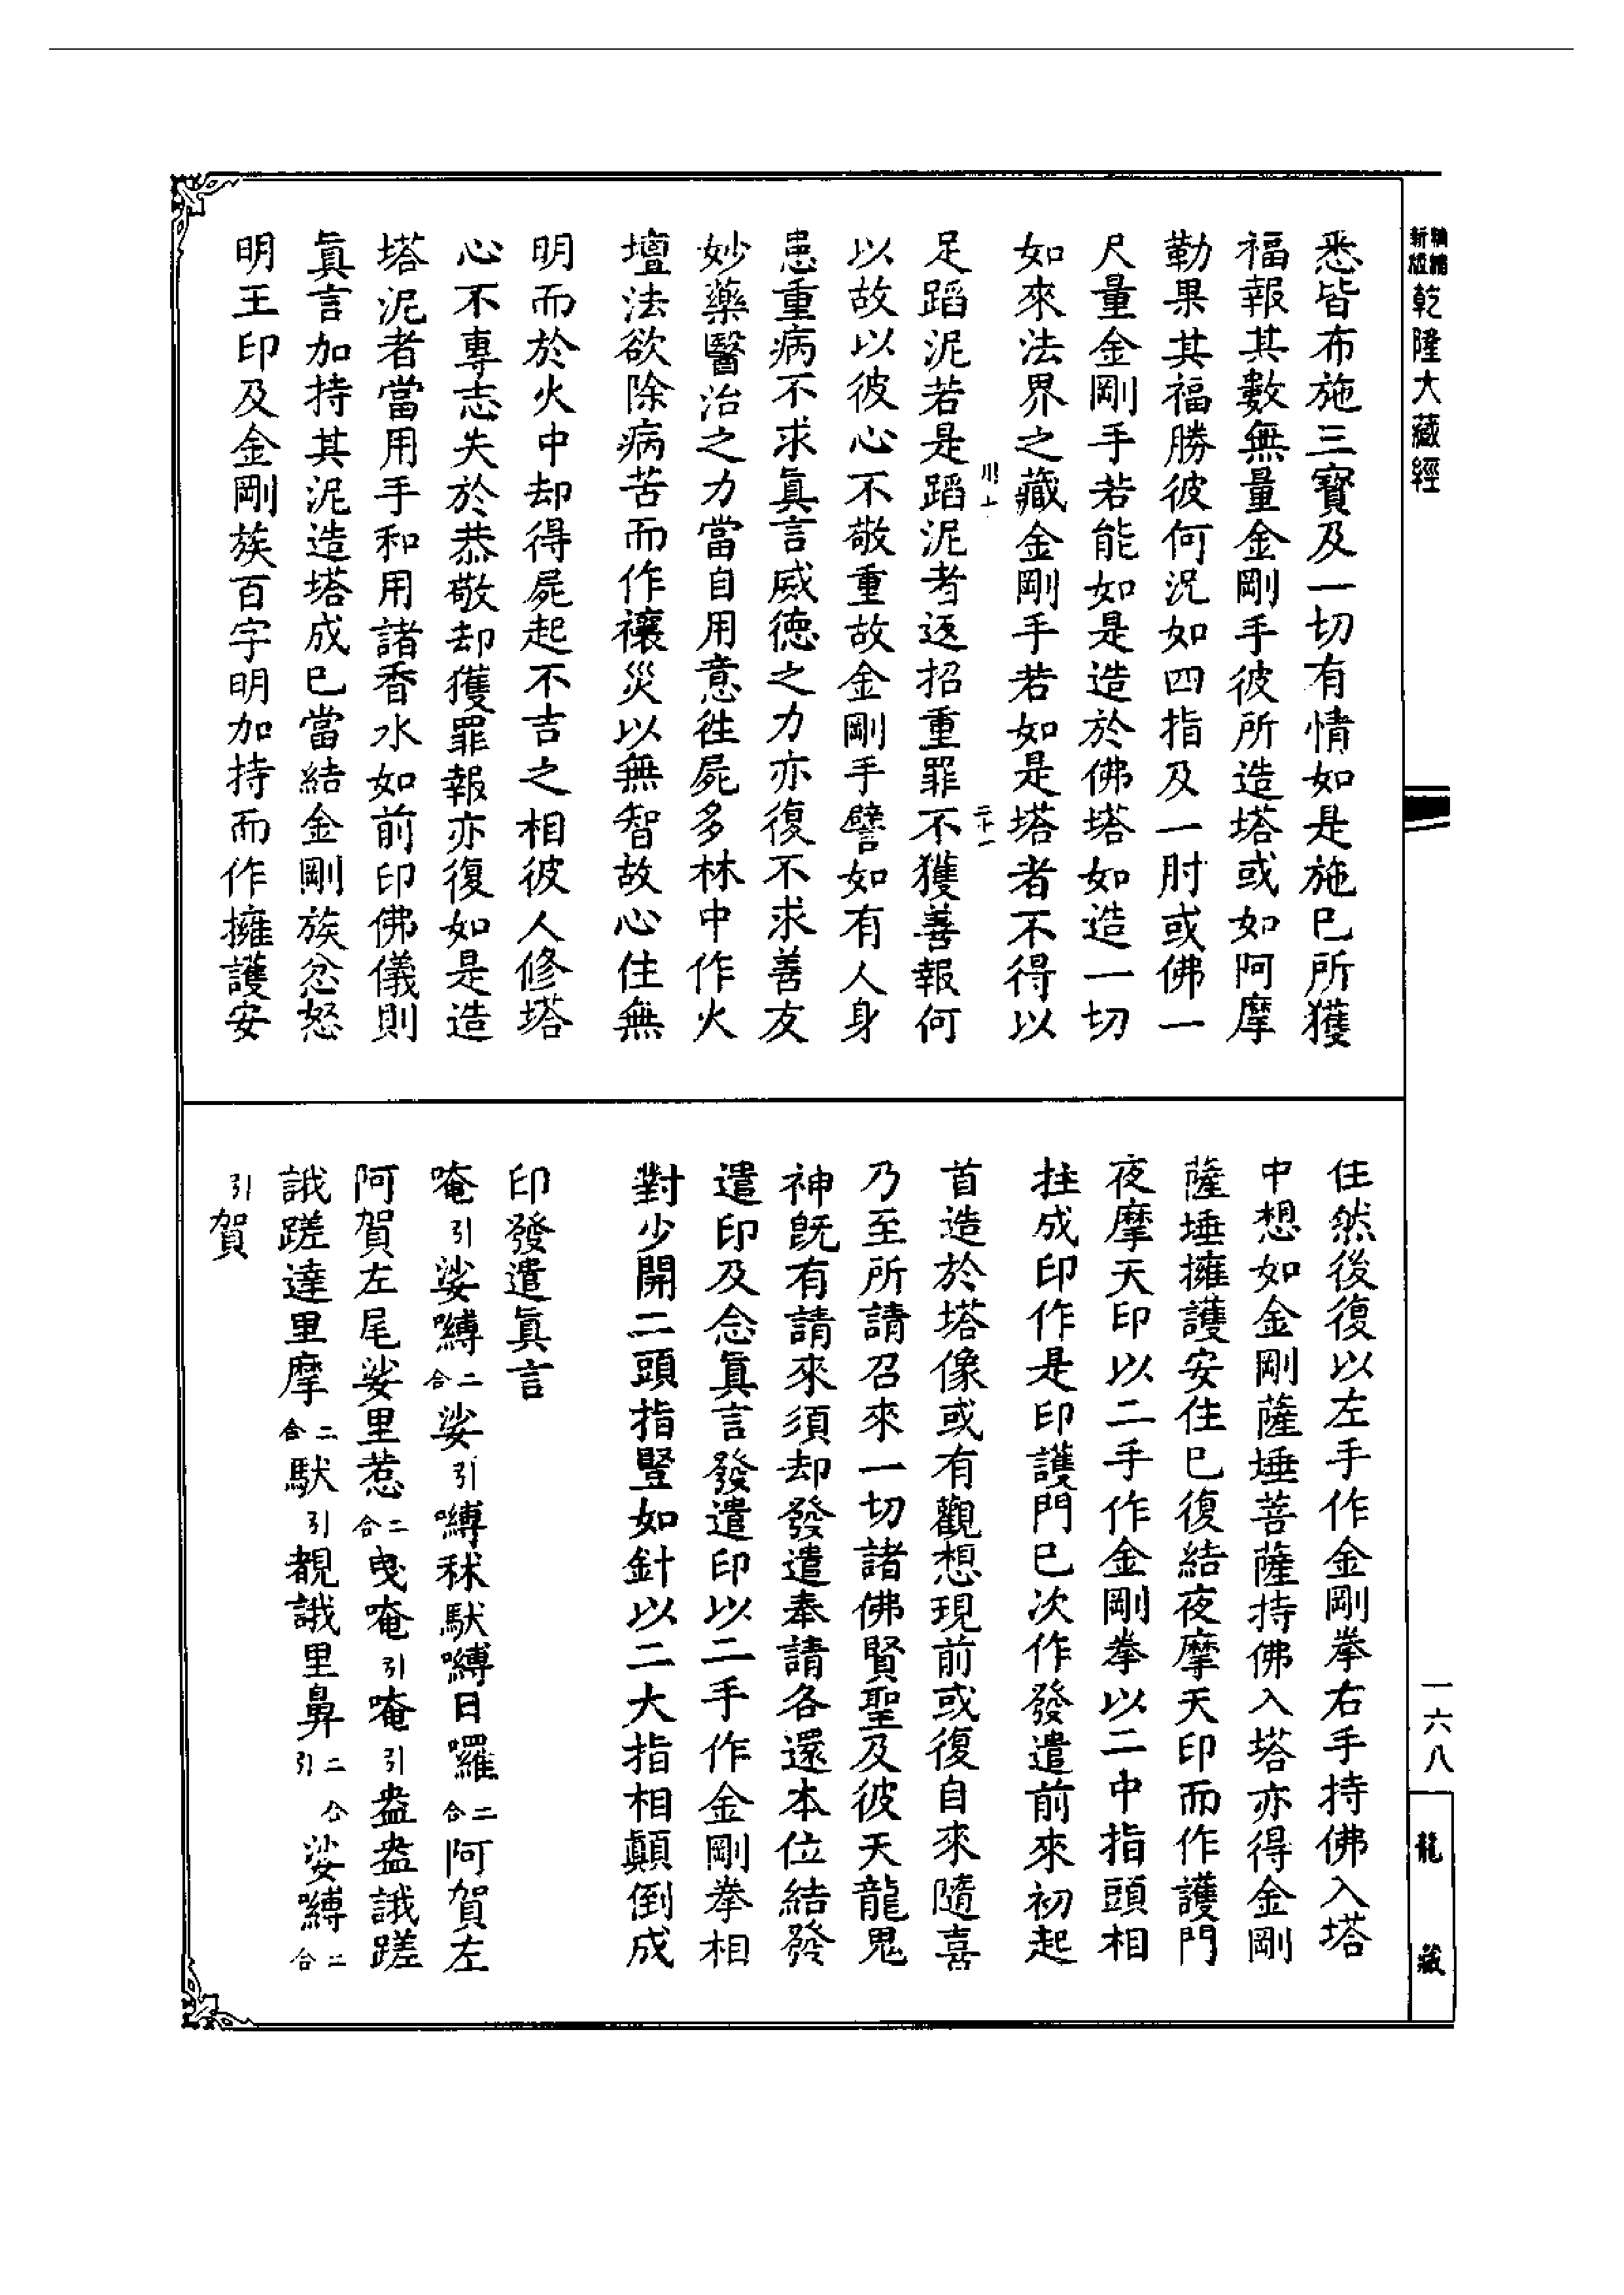 新版
乾隆大藏經
悉皆布施三寶及一切有情如是施已所獲
福報其數無量金剛手彼所造塔或如阿摩
勒果其福勝彼何況如四指及一肘或佛一
尺量金剛手若能如是造於佛塔如造一切
如來法界之藏金剛手若如是塔者不得以
足蹈泥若是蹈泥者返招重罪不獲善報何
以故以彼心不敬重故金剛手譬如有人身
患重病不求眞言威德之力亦復不求善友
妙藥醫治之力當自用意往屍多林中作火
壇法欲除病苦而作禳災以無智故心住無
明而於火中却得屍起不吉之相彼人修塔
心不專志失於恭敬却獲罪報亦復如是造
塔泥者當用手和用諸香水如前印佛儀則
眞言加持其泥造塔成已當結金剛族忿怒
明王印及金剛族百字明加持而作擁護安
住然後復以左手作金剛拳右手持佛入塔
中想如金剛薩埵菩薩持佛入塔亦得金剛
薩埵擁護安住已復結夜摩天印而作護門
夜摩天印以二手作金剛拳以二中指頭相
拄成印作是印護門已次作發遣前來初起
首造於塔像或有觀想現前或復自來隨喜
乃至所請召來一切諸佛賢聖及彼天龍鬼
神旣有請來須却發遣奉請各還本位結發
遣印及念眞言發遣印以二手作金剛拳相
對少開二頭指豎如針以二大指相顛倒成
印發遣眞言
唵引娑嚩二合娑引嚩秣馱嚩日囉二合阿賀左
阿賀左尾娑里惹二合曳唵引唵引盎盎誐蹉
誐蹉達里摩二合馱引覩誐里鼻二合引娑嚩二合
引賀
一六八
龍藏